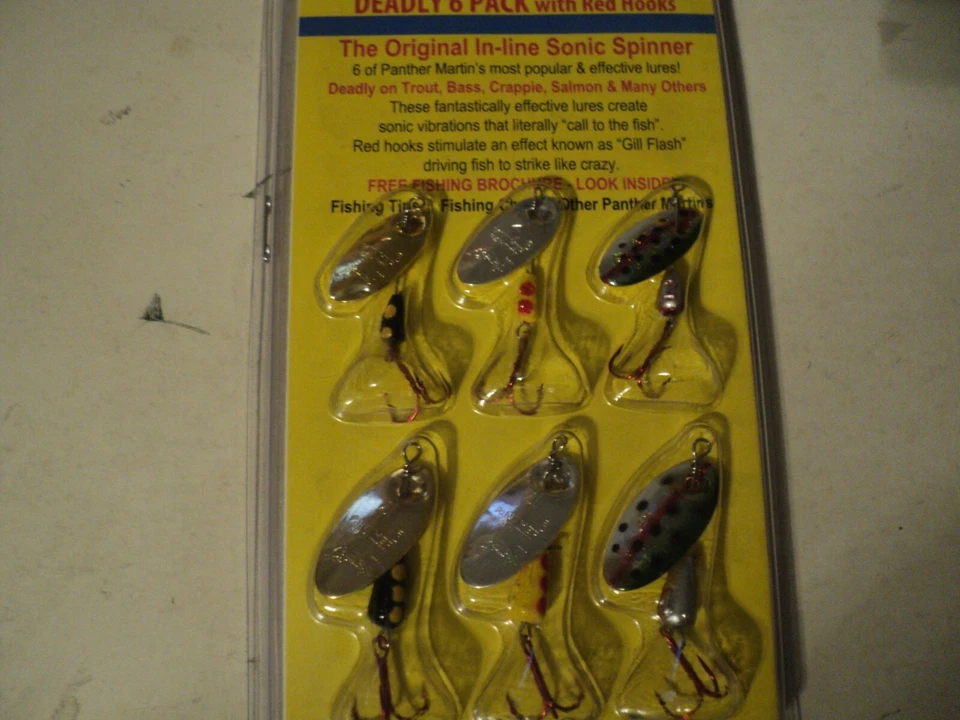 DEADLY 6 PACK with Red Hooks
The Original In-line Sonic Spinner
6 of Panther Martin's most popular & effective lures!
Deadly on Trout, Bass, Crappie, Salmon & Many Others
These fantastically effective lures create
sonic vibrations that literally "call to the fish".
Red hooks stimulate an effect known as "Gill Flash"
driving fish to strike like crazy.
FREE FISHING BROCHURE - LOOK INSIDE
Fishing Fishing Other Panther Martins